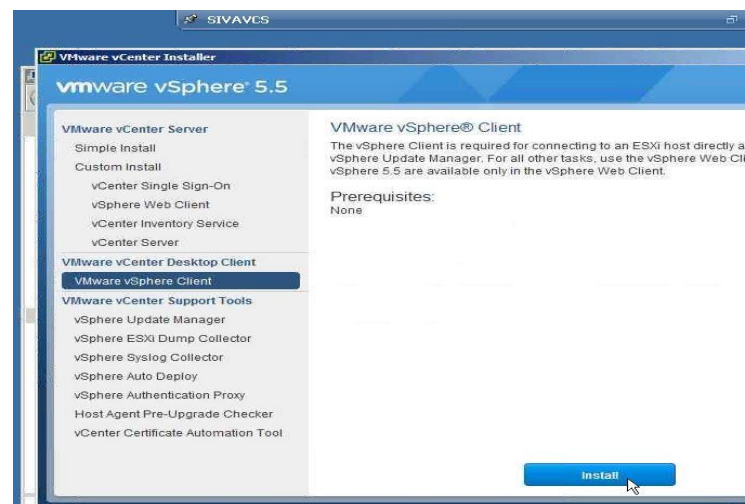 SIVAVCS
VMware vCenter Installer
vmware vSphere® 5.5
VMware vCenter Server
Simple Install
Custom Install
vCenter Single Sign-On
vSphere Web Client
vCenter Inventory Service
vCenter Server
VMware vCenter Desktop Client
VMware vSphere Client
VMware vCenter Support Tools
vSphere Update Manager
vSphere ESXi Dump Collector
vSphere Syslog Collector
vSphere Auto Deploy
vSphere Authentication Proxy
Host Agent Pre-Upgrade Checker
vCenter Certificate Automation Tool
VMware vSphere® Client
The vSphere Client is required for connecting to an ESXi host directly a
vSphere Update Manager. For all other tasks, use the vSphere Web Cli
vSphere 5.5 are available only in the vSphere Web Client.
Prerequisites:
None
Install